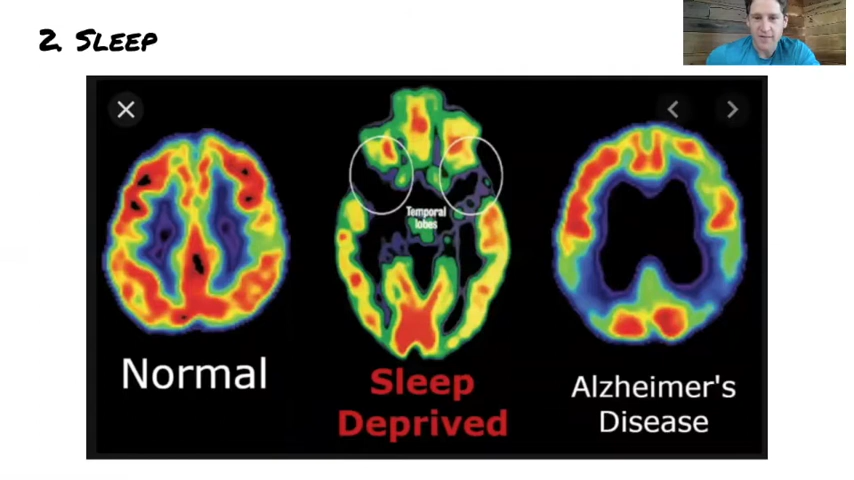 2. Sleep
Temporal
lobes
Normal
Sleep
Deprived
Alzheimer's
Disease